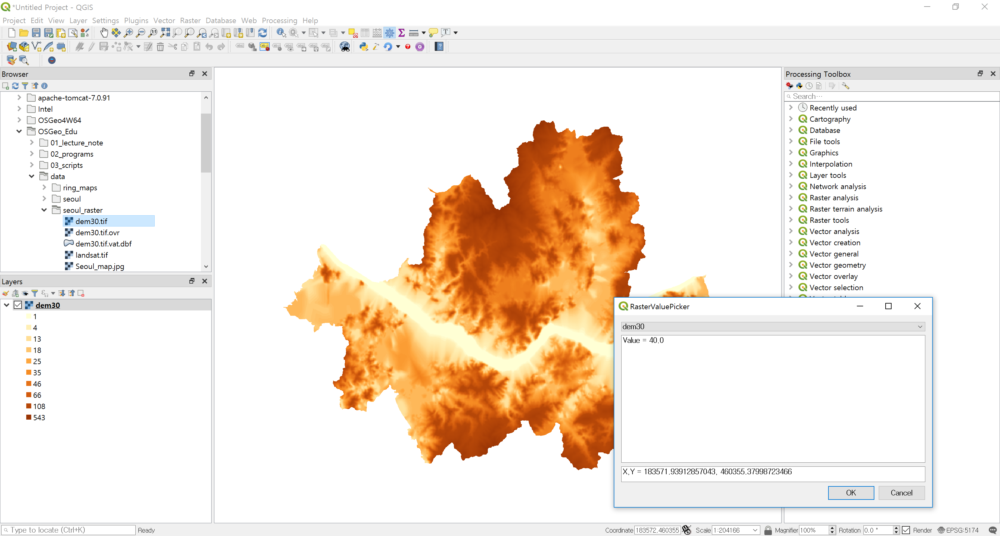 *Untitled Project - QGIS
Project Edit View Layer Settings Plugins Vector Raster Database Web Processing Help
Browser
apache-tomcat-7.0.91
Intel
OSGeo4W64
OSGeo_Edu
01_lecture_note
02_programs
03_scripts
data
ring_maps
seoul
seoul_raster
dem30.tif
dem30.tif.ovr
dem30.tif.vat.dbf
landsat.tif
Seoul_map.jpg
Layers
dem30
1
4
13
18
25
35
46
66
108
543
Processing Toolbox
Search…
Recently used
Cartography
Database
File tools
Graphics
Interpolation
Layer tools
Network analysis
Raster analysis
Raster terrain analysis
Raster tools
Vector analysis
Vector creation
Vector general
Vector geometry
Vector overlay
Vector selection
RasterValuePicker
dem30
Value = 40.0
X,Y = 183571.93912857043, 460355.37998723466
OK Cancel
Type to locate (Ctrl+K) Ready Coordinate 183572,460355 Scale 1:204166 Magnifier 100% Rotation 0.0 ° Render EPSG:5174